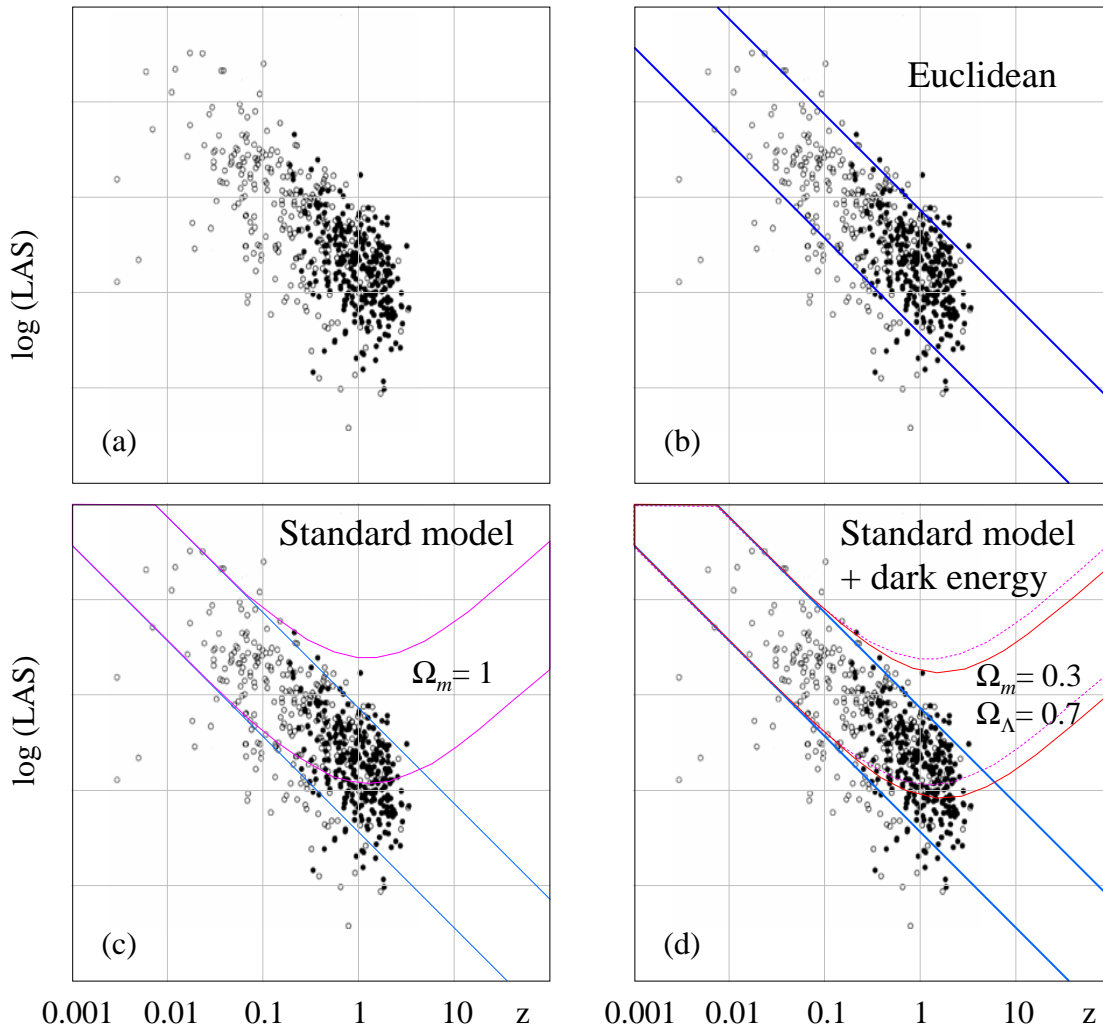 log (LAS)
(a)
Euclidean
(b)
log (LAS)
Standard model
Ωm= 1
(c)
Standard model
+ dark energy
Ωm= 0.3
ΩΛ= 0.7
(d)
0.001 0.01 0.1 1 10 z
0.001 0.01 0.1 1 10 z